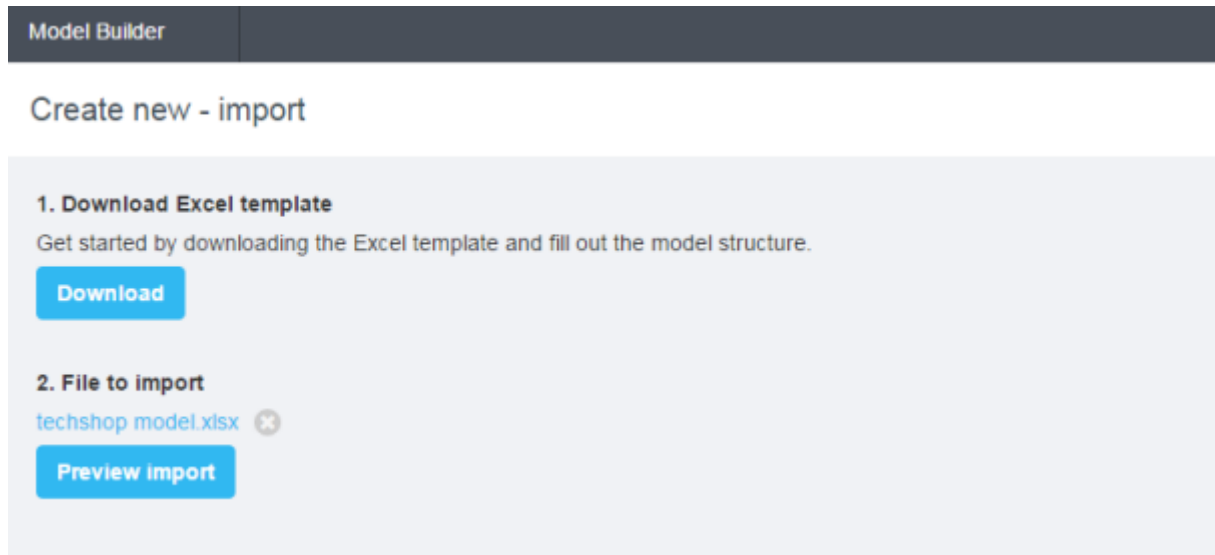 Model Builder
Create new - import
1. Download Excel template
Get started by downloading the Excel template and fill out the model structure.
Download
2. File to import
techshop model.xlsx
Preview import